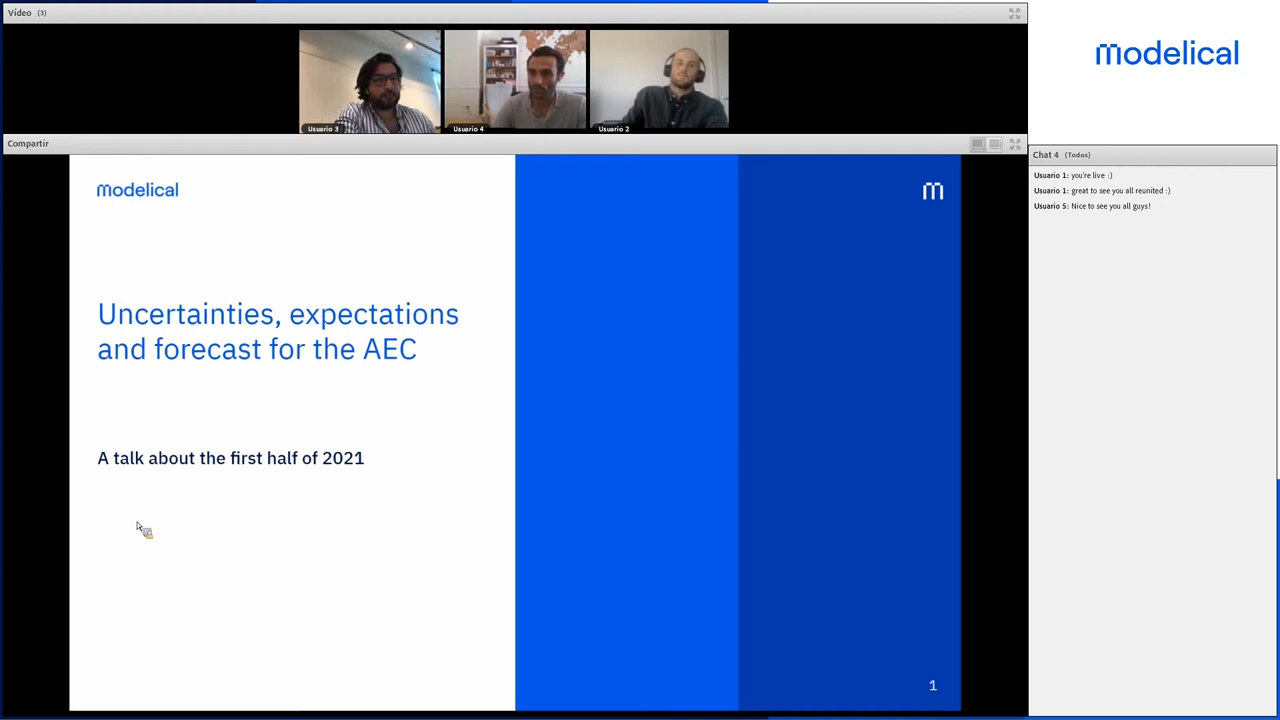 Vídeo (3)
modelical
Usuario 3
Usuario 4
Usuario 2
Compartir
Chat 4 (Todos)
Usuario 1: you're live :)
Usuario 1: great to see you all reunited :)
Usuario 5: Nice to see you all guys!
modelical
m
Uncertainties, expectations
and forecast for the AEC
A talk about the first half of 2021
1